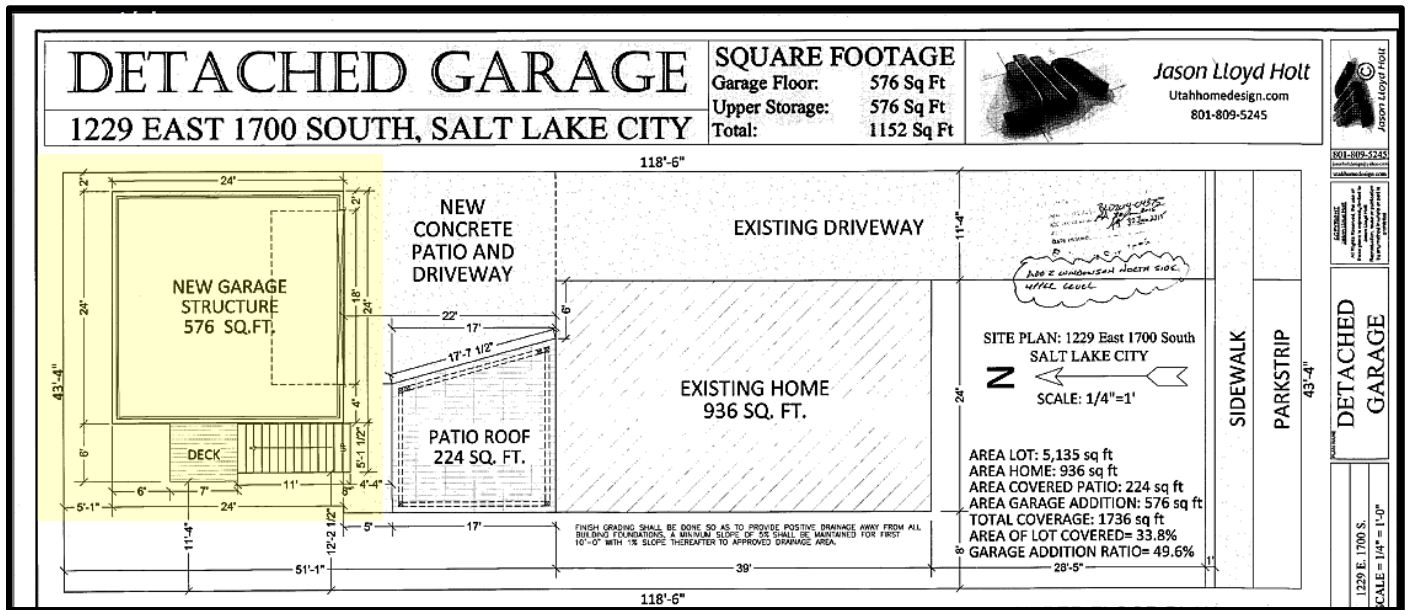 DETACHED GARAGE
1229 EAST 1700 SOUTH, SALT LAKE CITY
SQUARE FOOTAGE
Garage Floor: 576 Sq Ft
Upper Storage: 576 Sq Ft
Total: 1152 Sq Ft
Jason Lloyd Holt
Utahhomedesign.com
801-809-5245
118'-6"
2'
24'
2'
NEW GARAGE
STRUCTURE
576 SQ.FT.
24'
18'
24'
43'-4"
4'
DECK
UP
6'
5'-1 1/2"
6'
7'
11'
5'-1"
24'
4'-4"
11'-4"
12'-2 1/2"
NEW
CONCRETE
PATIO AND
DRIVEWAY
22'
17'
17'-7 1/2"
6'
PATIO ROOF
224 SQ. FT.
5'
17'
EXISTING DRIVEWAY
11'-4"
EXISTING HOME
936 SQ. FT.
24'
8'
FINISH GRADING SHALL BE DONE SO AS TO PROVIDE POSITIVE DRAINAGE AWAY FROM ALL
BUILDING FOUNDATIONS, A MINIMUM SLOPE OF 5% SHALL BE MAINTAINED FOR FIRST
10'-0" WITH 1% SLOPE THEREAFTER TO APPROVED DRAINAGE AREA.
51'-1"
39'
28'-5"
1'
118'-6"
ADD 2 WINDOWS ON NORTH SIDE
UPPER LEVEL
SITE PLAN: 1229 East 1700 South
SALT LAKE CITY
N
SCALE: 1/4"=1'
AREA LOT: 5,135 sq ft
AREA HOME: 936 sq ft
AREA COVERED PATIO: 224 sq ft
AREA GARAGE ADDITION: 576 sq ft
TOTAL COVERAGE: 1736 sq ft
AREA OF LOT COVERED= 33.8%
GARAGE ADDITION RATIO= 49.6%
SIDEWALK
PARKSTRIP
43'-4"
©
Jason Lloyd Holt
801-809-5245
utahhomedesign.com
COPYRIGHT
DETACHED
GARAGE
1229 E. 1700 S.
SCALE = 1/4" = 1'-0"